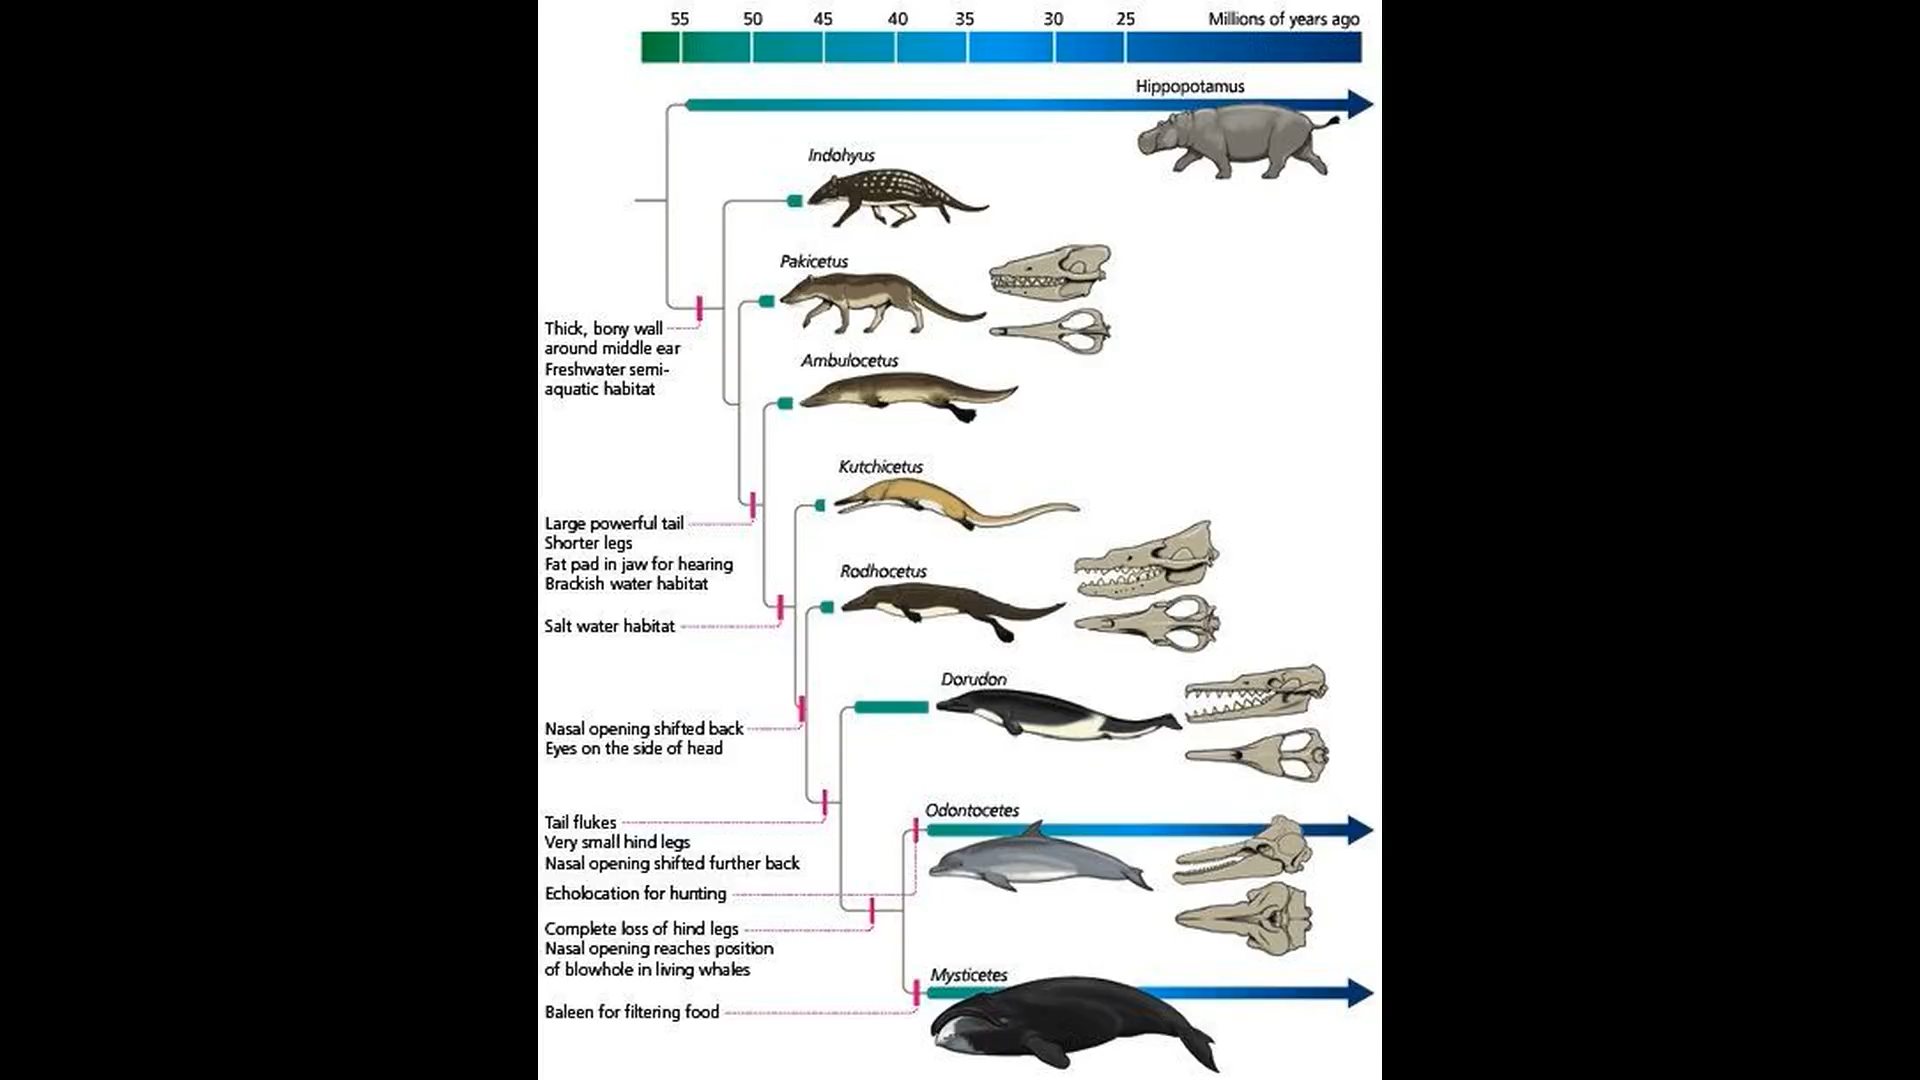 55 50 45 40 35 30 25 Millions of years ago
Hippopotamus
Indohyus
Pakicetus
Thick, bony wall
around middle ear
Freshwater semi-
aquatic habitat
Ambulocetus
Kutchicetus
Large powerful tail
Shorter legs
Fat pad in jaw for hearing
Brackish water habitat
Rodhocetus
Salt water habitat
Dorudon
Nasal opening shifted back
Eyes on the side of head
Odontocetes
Tail flukes
Very small hind legs
Nasal opening shifted further back
Echolocation for hunting
Complete loss of hind legs
Nasal opening reaches position
of blowhole in living whales
Mysticetes
Baleen for filtering food